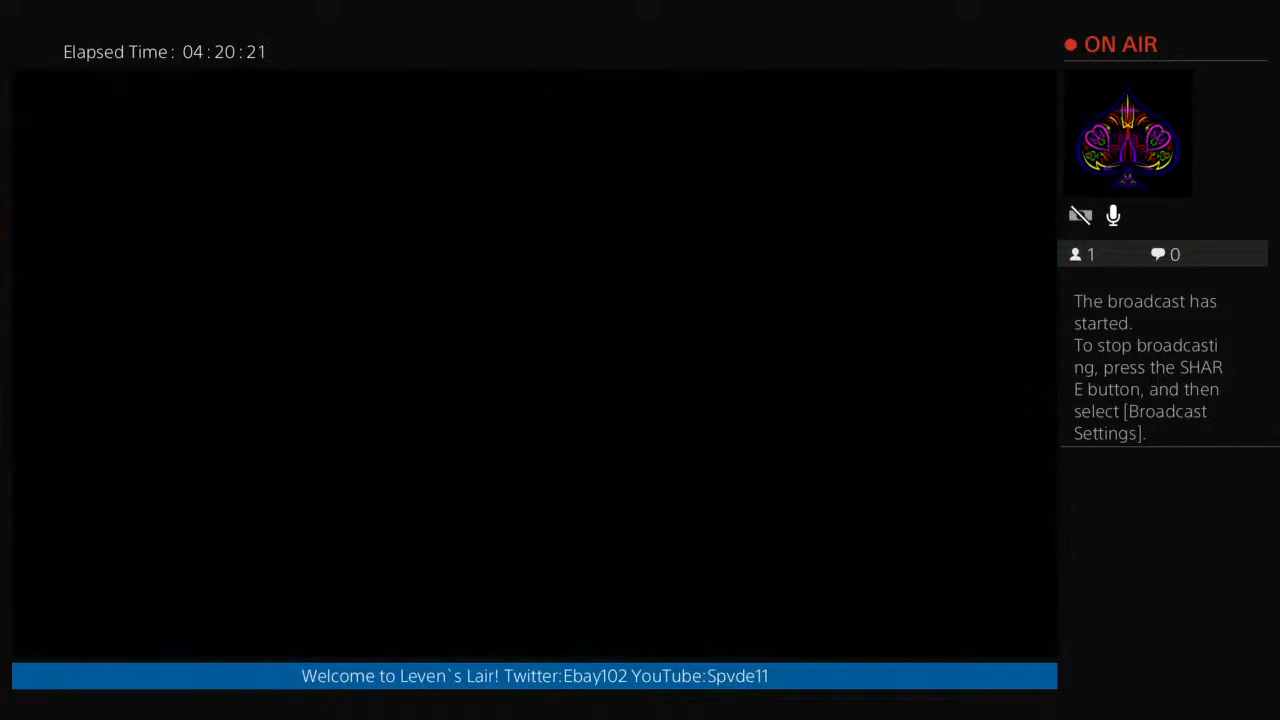 Elapsed Time: 04:20:21
ON AIR
1 0
The broadcast has
started.
To stop broadcasti
ng, press the SHAR
E button, and then
select [Broadcast
Settings].
Welcome to Leven`s Lair! Twitter:Ebay102 YouTube:Spvde11